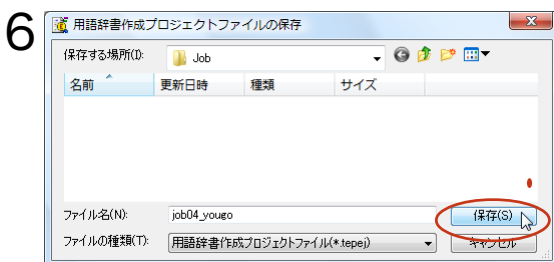 6
用語辞書作成プロジェクトファイルの保存
保存する場所(I): Job
名前 更新日時 種類 サイズ
ファイル名(N): job04_yougo 保存(S)
ファイルの種類(T): 用語辞書作成プロジェクトファイル(*.tepej) キャンセル